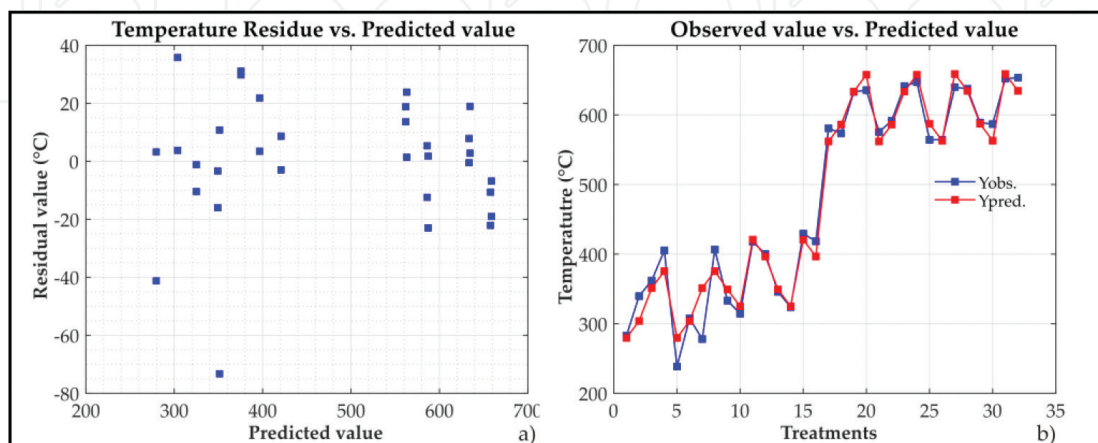 Temperature Residue vs. Predicted value
Residual value (°C)
40
20
0
-20
-40
-60
-80
200
300
400
500
600
700
Predicted value
a)
Observed value vs. Predicted value
Temperatutre (°C)
700
600
500
400
300
200
0
5
10
15
20
25
30
35
Yobs.
Ypred.
Treatments
b)